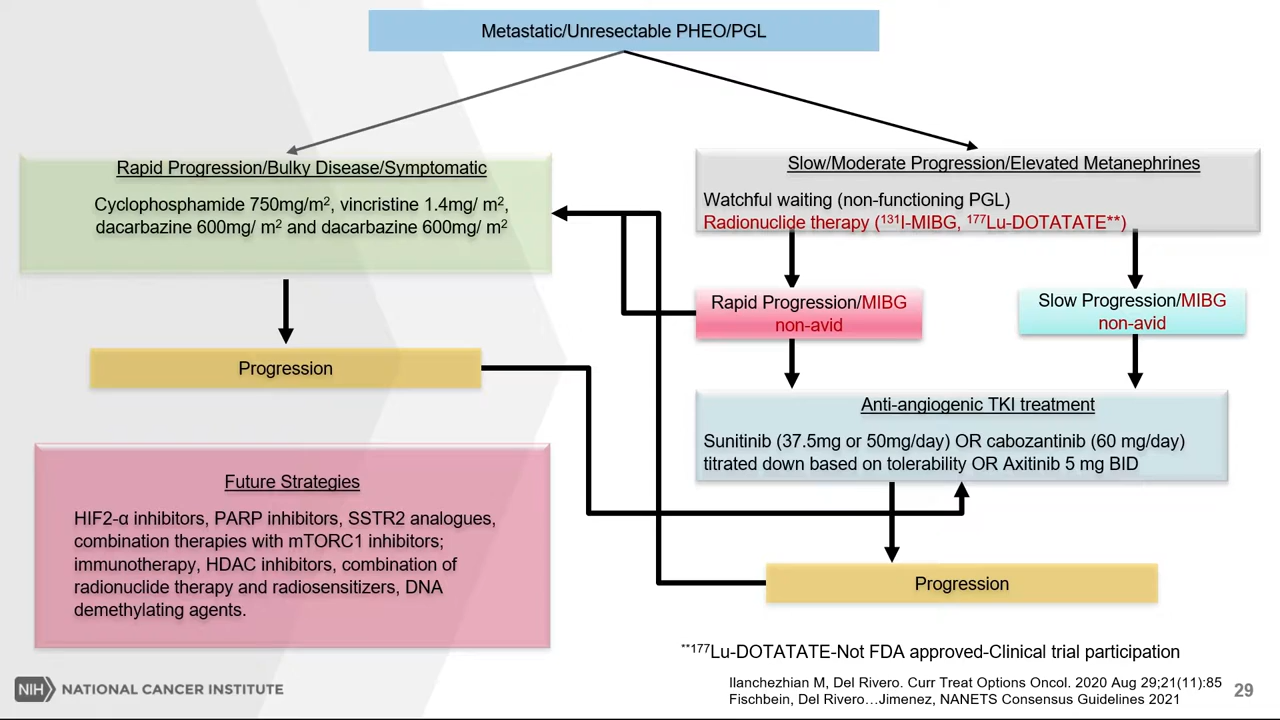 Metastatic/Unresectable PHEO/PGL
Rapid Progression/Bulky Disease/Symptomatic
Cyclophosphamide 750mg/m², vincristine 1.4mg/ m²,
dacarbazine 600mg/ m² and dacarbazine 600mg/ m²
Slow/Moderate Progression/Elevated Metanephrines
Watchful waiting (non-functioning PGL)
Radionuclide therapy (¹³¹I-MIBG, ¹⁷⁷Lu-DOTATATE**)
Rapid Progression/MIBG
non-avid
Slow Progression/MIBG
non-avid
Progression
Anti-angiogenic TKI treatment
Sunitinib (37.5mg or 50mg/day) OR cabozantinib (60 mg/day)
titrated down based on tolerability OR Axitinib 5 mg BID
Future Strategies
HIF2-α inhibitors, PARP inhibitors, SSTR2 analogues,
combination therapies with mTORC1 inhibitors;
immunotherapy, HDAC inhibitors, combination of
radionuclide therapy and radiosensitizers, DNA
demethylating agents.
Progression
**¹⁷⁷Lu-DOTATATE-Not FDA approved-Clinical trial participation
Ilanchezhian M, Del Rivero. Curr Treat Options Oncol. 2020 Aug 29;21(11):85
Fischbein, Del Rivero…Jimenez, NANETS Consensus Guidelines 2021
NIH NATIONAL CANCER INSTITUTE
29